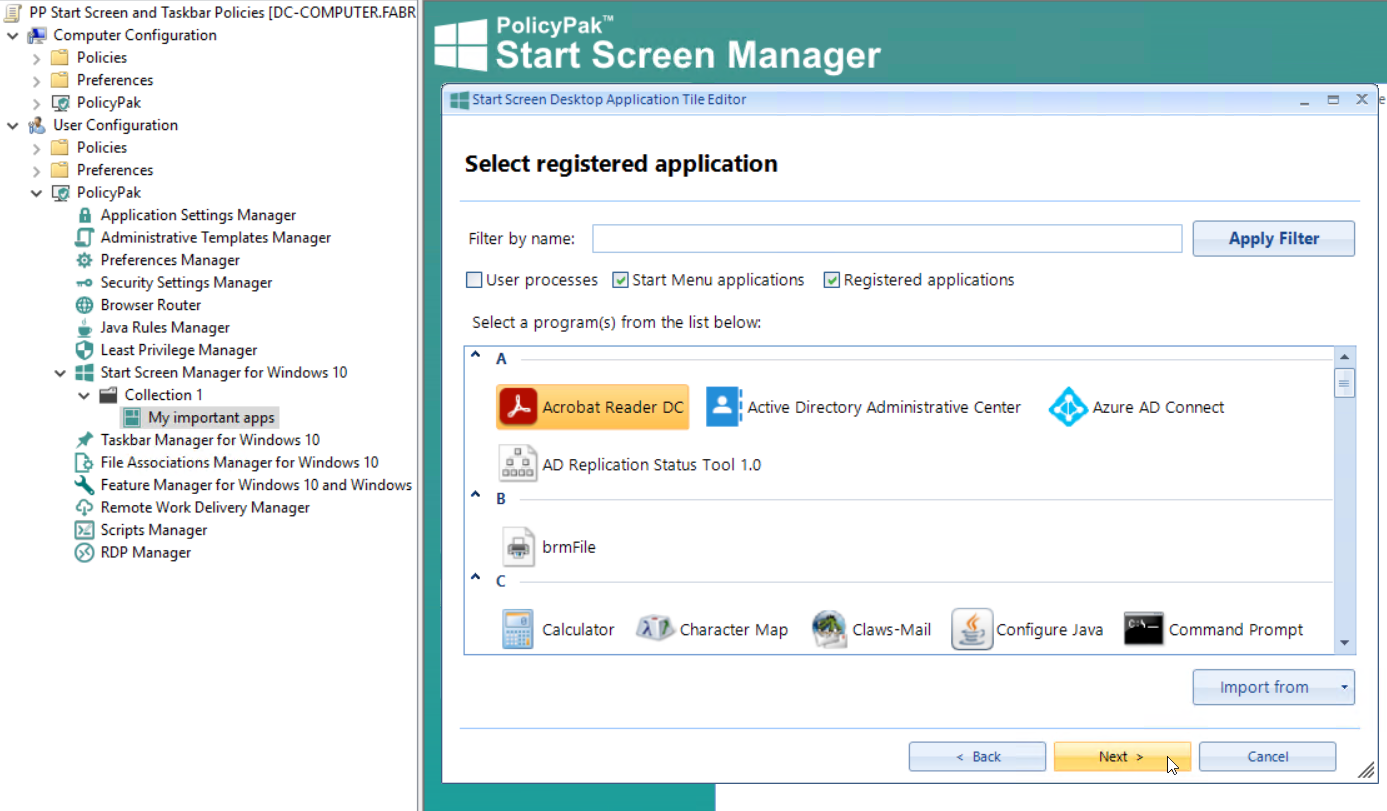 PP Start Screen and Taskbar Policies [DC-COMPUTER.FABR
Computer Configuration
Policies
Preferences
PolicyPak
User Configuration
Policies
Preferences
PolicyPak
Application Settings Manager
Administrative Templates Manager
Preferences Manager
Security Settings Manager
Browser Router
Java Rules Manager
Least Privilege Manager
Start Screen Manager for Windows 10
Collection 1
My important apps
Taskbar Manager for Windows 10
File Associations Manager for Windows 10
Feature Manager for Windows 10 and Windows
Remote Work Delivery Manager
Scripts Manager
RDP Manager
PolicyPak™
Start Screen Manager
Start Screen Desktop Application Tile Editor
e
Select registered application
Filter by name:
Apply Filter
User processes Start Menu applications Registered applications
Select a program(s) from the list below:
A
Acrobat Reader DC Active Directory Administrative Center Azure AD Connect
AD Replication Status Tool 1.0
B
brmFile
C
Calculator Character Map Claws-Mail Configure Java C:\ Command Prompt
Import from
< Back Next > Cancel